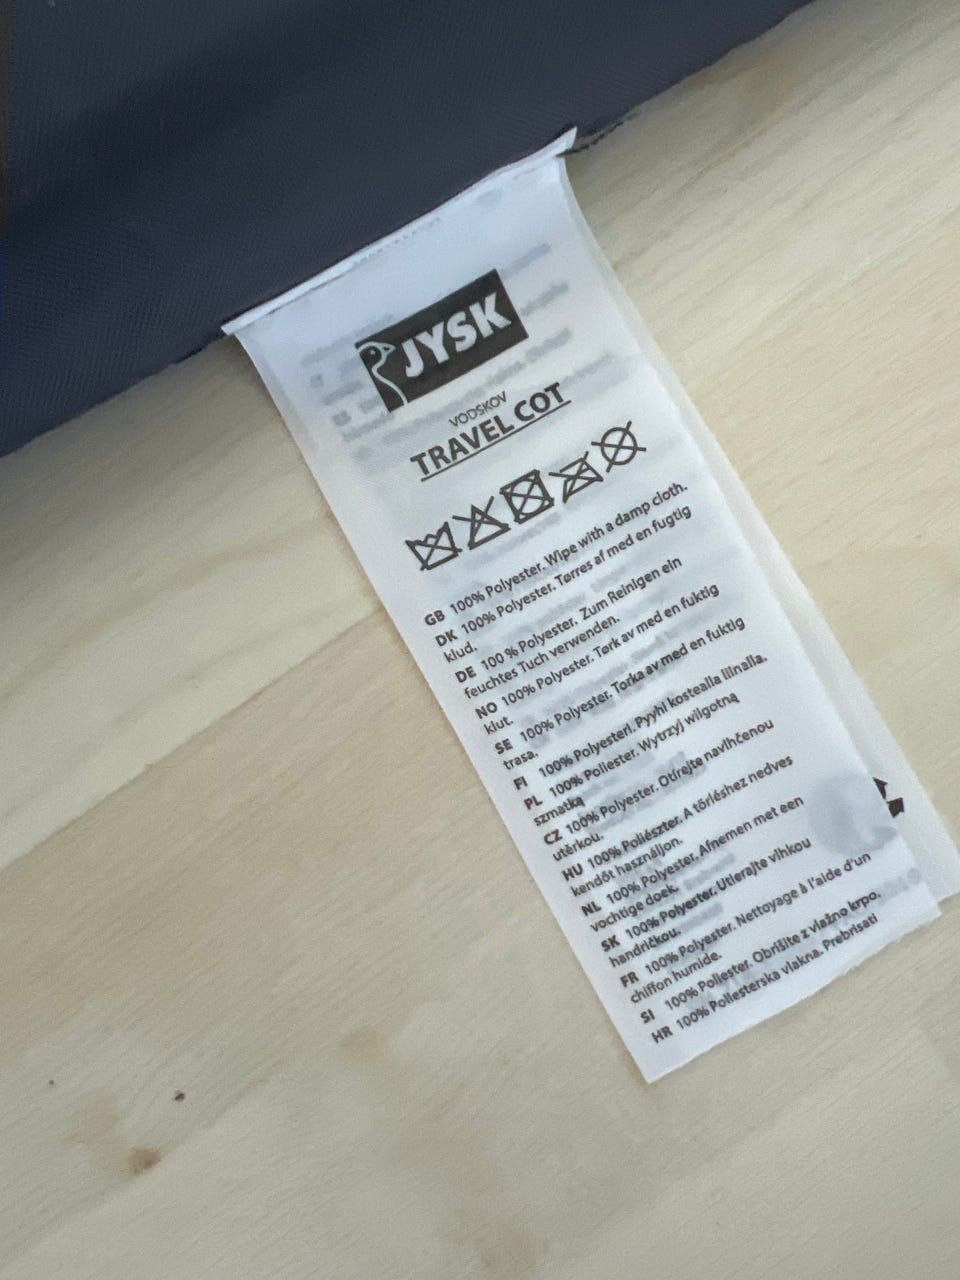 JYSK
VODSKOV
TRAVEL COT
GB 100% Polyester. Wipe with a damp cloth.
DK 100% Polyester. Tørres af med en fugtig
klud.
DE 100 % Polyester. Zum Reinigen ein
feuchtes Tuch verwenden.
NO 100% Polyester. Tørk av med en fuktig
klut.
SE 100% Polyester. Torka av med en fuktig
trasa.
FI 100% Polyesteri. Pyyhi kostealla liinalla.
PL 100% Poliester. Wytrzyj wilgotną
szmatką
CZ 100% Polyester. Otírejte navlhčenou
utěrkou.
HU 100% Poliészter. A törléshez nedves
kendőt használjon.
NL 100% Polyester. Afnemen met een
vochtige doek.
SK 100% Polyester. Utierajte vlhkou
handričkou.
FR 100% Polyester. Nettoyage à l'aide d'un
chiffon humide.
SI 100% Poliester. Obrišite z vlažno krpo.
HR 100% Poliesterska vlakna. Prebrisati